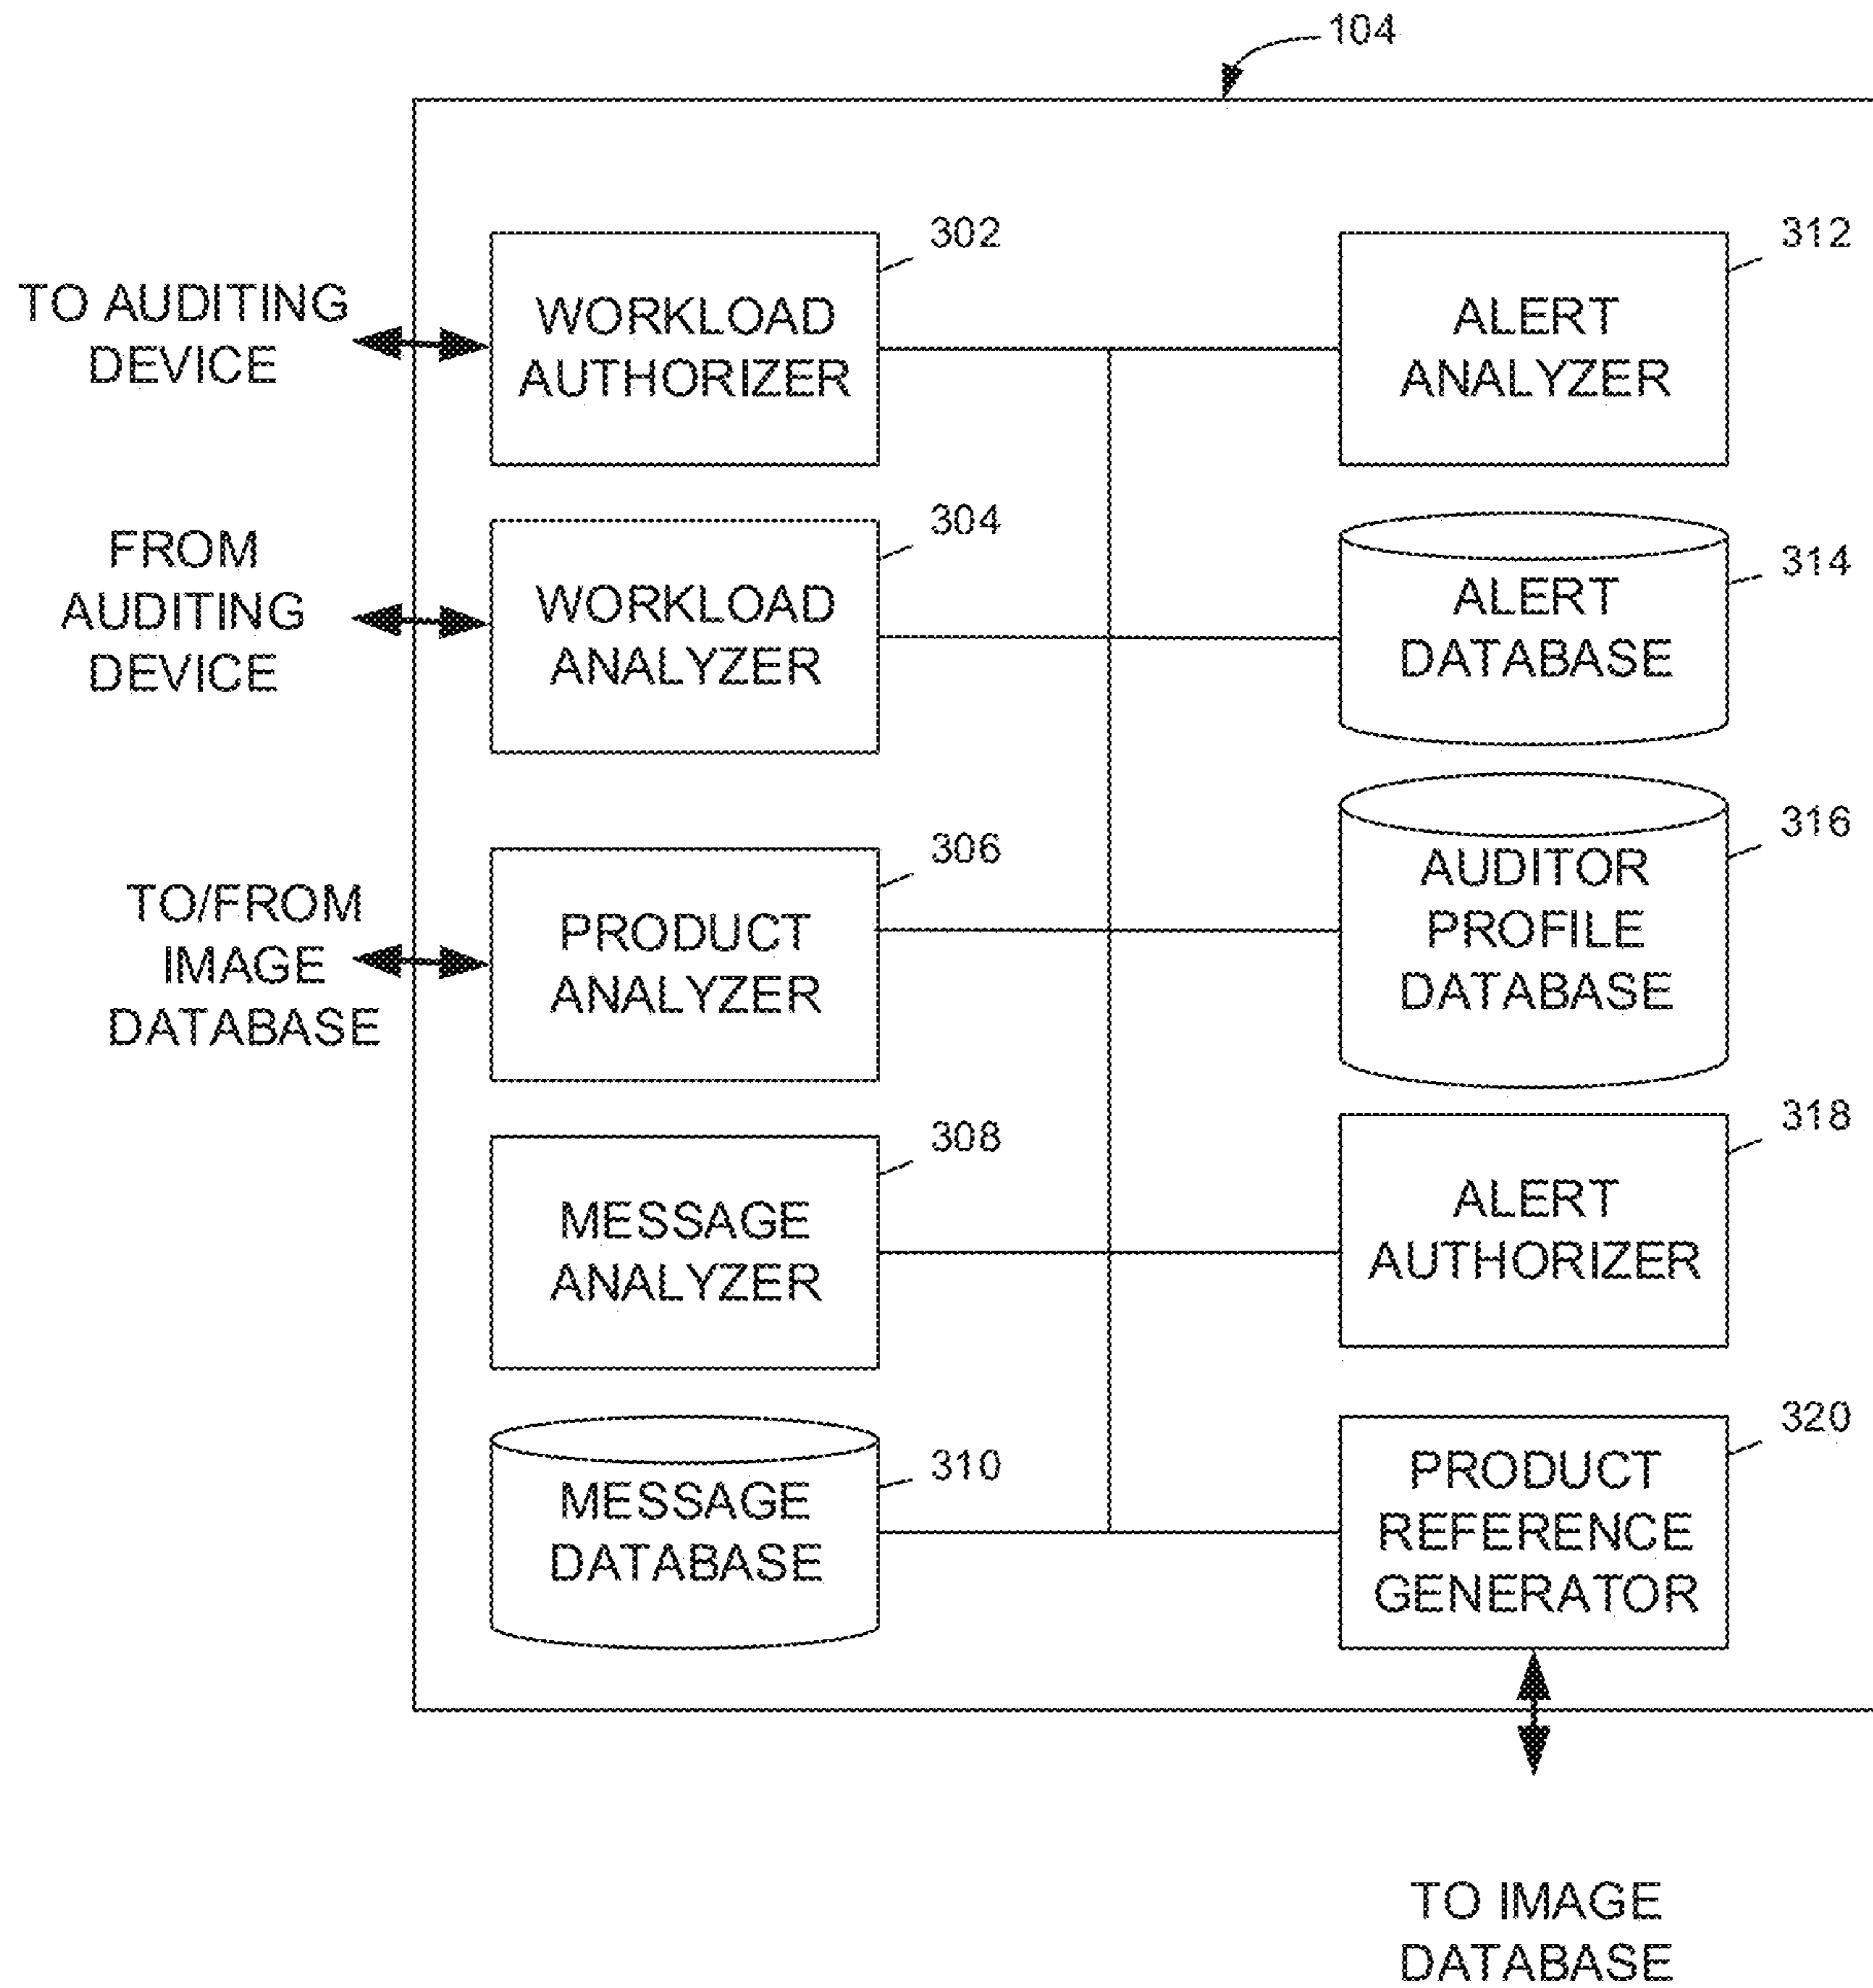 104
302
312
TO AUDITING
DEVICE
WORKLOAD
AUTHORIZER
ALERT
ANALYZER
304
314
FROM
AUDITING
DEVICE
WORKLOAD
ANALYZER
ALERT
DATABASE
306
316
TO/FROM
IMAGE
DATABASE
PRODUCT
ANALYZER
AUDITOR
PROFILE
DATABASE
308
318
MESSAGE
ANALYZER
ALERT
AUTHORIZER
310
320
MESSAGE
DATABASE
PRODUCT
REFERENCE
GENERATOR
TO IMAGE
DATABASE